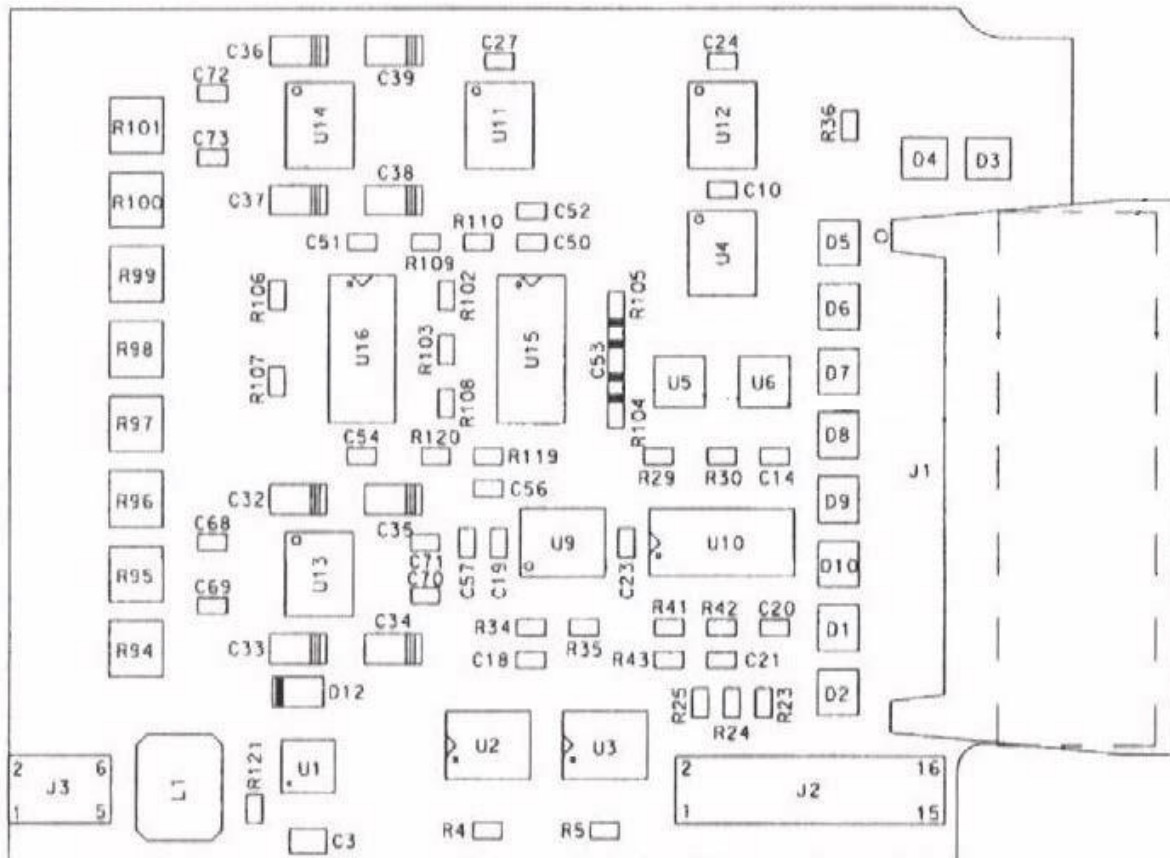 C36
C39
C27
C24
C72
R101
U14
U11
U12
R36
C73
D4
D3
R100
C37
C38
C10
C52
R110
C51
R109
C50
U4
D5
R99
R106
R102
R105
D6
R98
U16
R103
U15
C53
U5
U6
D7
R107
R108
R104
R97
D8
C54
R120
R119
R29
R30
C14
J1
R96
C32
C35
C56
D9
C68
U13
C71
C57
C19
U9
C23
U10
D10
R95
C69
C70
R94
C33
C34
R34
R35
R41
R42
C20
D1
C18
R43
C21
D12
R25
R24
R23
D2
2
6
J3
1
5
L1
R121
U1
U2
U3
2
16
J2
1
15
C3
R4
R5